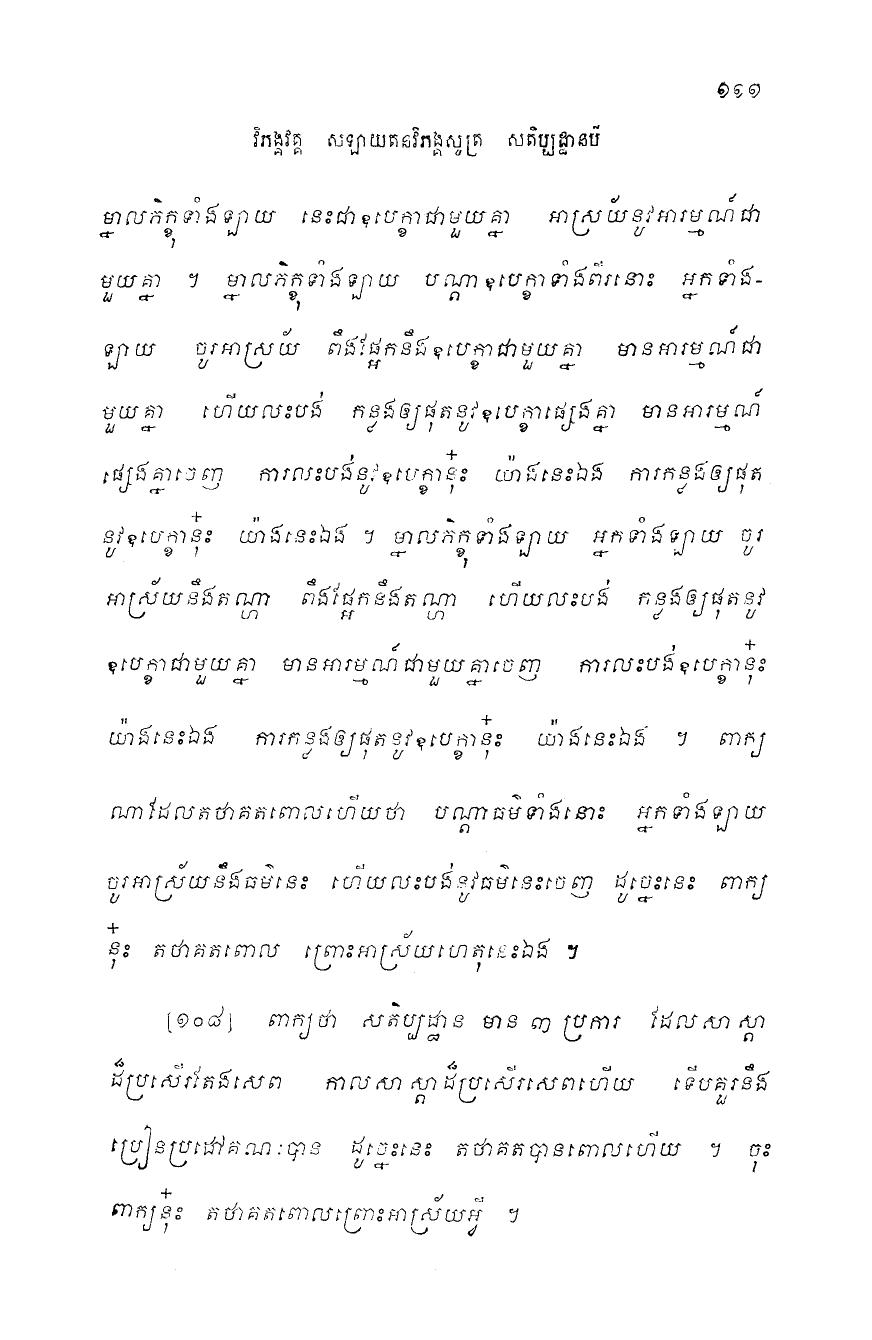 ១៤១
វិភង្គវគ្គ សឡាយតនវិភង្គសូត្រ សតិប្បដ្ឋានបី
ម្នាលភិក្ខុទាំងឡាយ នេះជាឧបេក្ខាជាមួយគ្នា អាស្រ័យនូវអារម្មណ៍ជា
មួយគ្នា ។ ម្នាលភិក្ខុទាំងឡាយ បណ្តាឧបេក្ខាទាំងពីរនោះ អ្នកទាំង-
ឡាយ ចូរអាស្រ័យ ពឹងផ្អែកនឹងឧបេក្ខាជាមួយគ្នា មានអារម្មណ៍ជា
មួយគ្នា ហើយលះបង់ កន្លងឲ្យផុតនូវឧបេក្ខាផ្សេងគ្នា មានអារម្មណ៍
ផ្សេងគ្នាចេញ ការលះបង់នូវឧបេក្ខានុ៎ះ យ៉ាងនេះឯង ការកន្លងឲ្យផុត
នូវឧបេក្ខានុ៎ះ យ៉ាងនេះឯង ។ ម្នាលភិក្ខុទាំងឡាយ អ្នកទាំងឡាយ ចូរ
អាស្រ័យនឹងតណ្ហា ពឹងផ្អែកនឹងតណ្ហា ហើយលះបង់ កន្លងឲ្យផុតនូវ
ឧបេក្ខាជាមួយគ្នា មានអារម្មណ៍ជាមួយគ្នាចេញ ការលះបង់ឧបេក្ខានុ៎ះ
យ៉ាងនេះឯង ការកន្លងឲ្យផុតនូវឧបេក្ខានុ៎ះ យ៉ាងនេះឯង ។ ពាក្យ
ណាដែលតថាគតពោលហើយថា បណ្តាធម៌ទាំងនោះ អ្នកទាំងឡាយ
ចូរអាស្រ័យនឹងធម៌នេះ ហើយលះបង់នូវធម៌នេះចេញ ដូច្នេះនេះ ពាក្យ
នុ៎ះ តថាគតពោល ព្រោះអាស្រ័យហេតុនេះឯង ។
[១០៨] ពាក្យថា សតិប្បដ្ឋាន មាន ៣ ប្រការ ដែលសាស្តា
ដ៏ប្រសើរតែងសេព កាលសាស្តាដ៏ប្រសើរសេពហើយ ទើបគួរនឹង
ប្រៀនប្រដៅគណៈបាន ដូច្នេះនេះ តថាគតបានពោលហើយ ។ ចុះ
ពាក្យនុ៎ះ តថាគតពោលព្រោះអាស្រ័យអ្វី ។